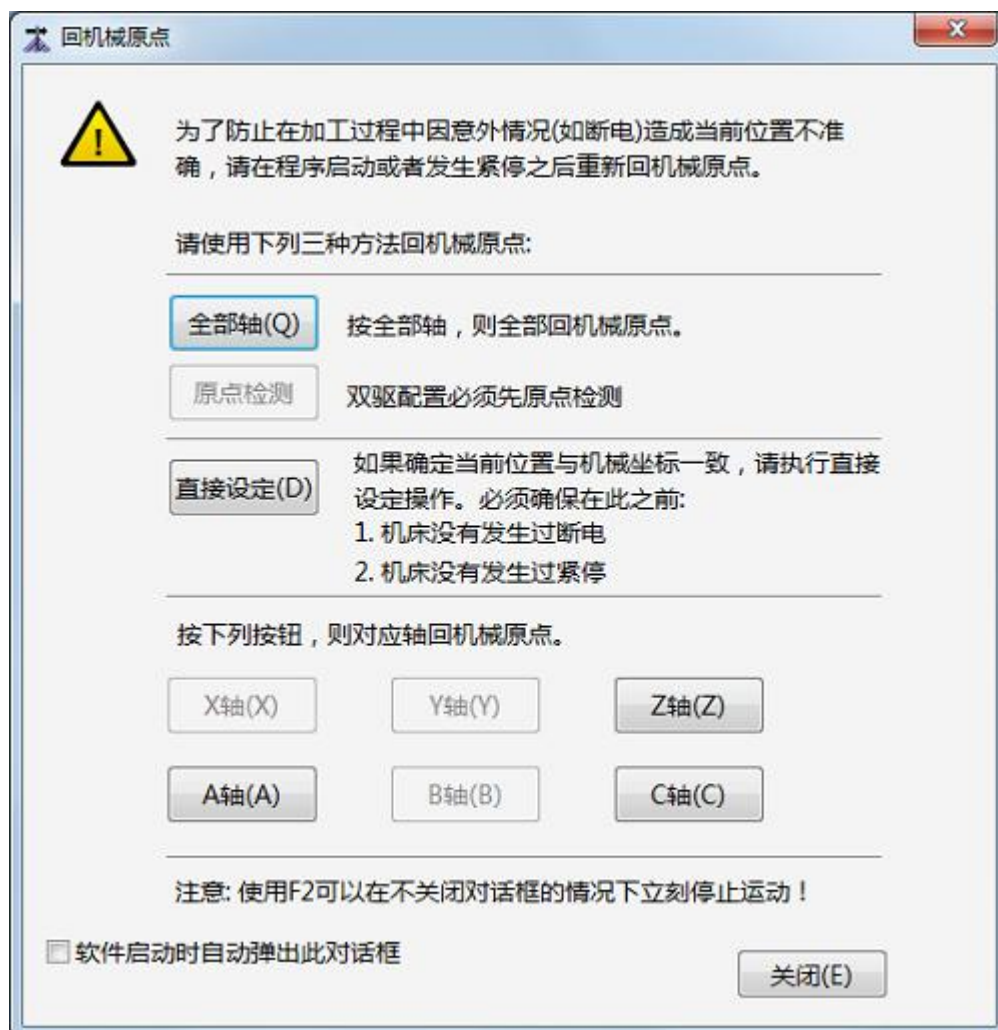 回机械原点
为了防止在加工过程中因意外情况(如断电)造成当前位置不准
确，请在程序启动或者发生紧停之后重新回机械原点。
请使用下列三种方法回机械原点:
全部轴(Q) 按全部轴，则全部回机械原点。
原点检测 双驱配置必须先原点检测
直接设定(D)
如果确定当前位置与机械坐标一致，请执行直接
设定操作。必须确保在此之前:
1. 机床没有发生过断电
2. 机床没有发生过紧停
按下列按钮，则对应轴回机械原点。
X轴(X) Y轴(Y) Z轴(Z)
A轴(A) B轴(B) C轴(C)
注意: 使用F2可以在不关闭对话框的情况下立刻停止运动！
软件启动时自动弹出此对话框
关闭(E)